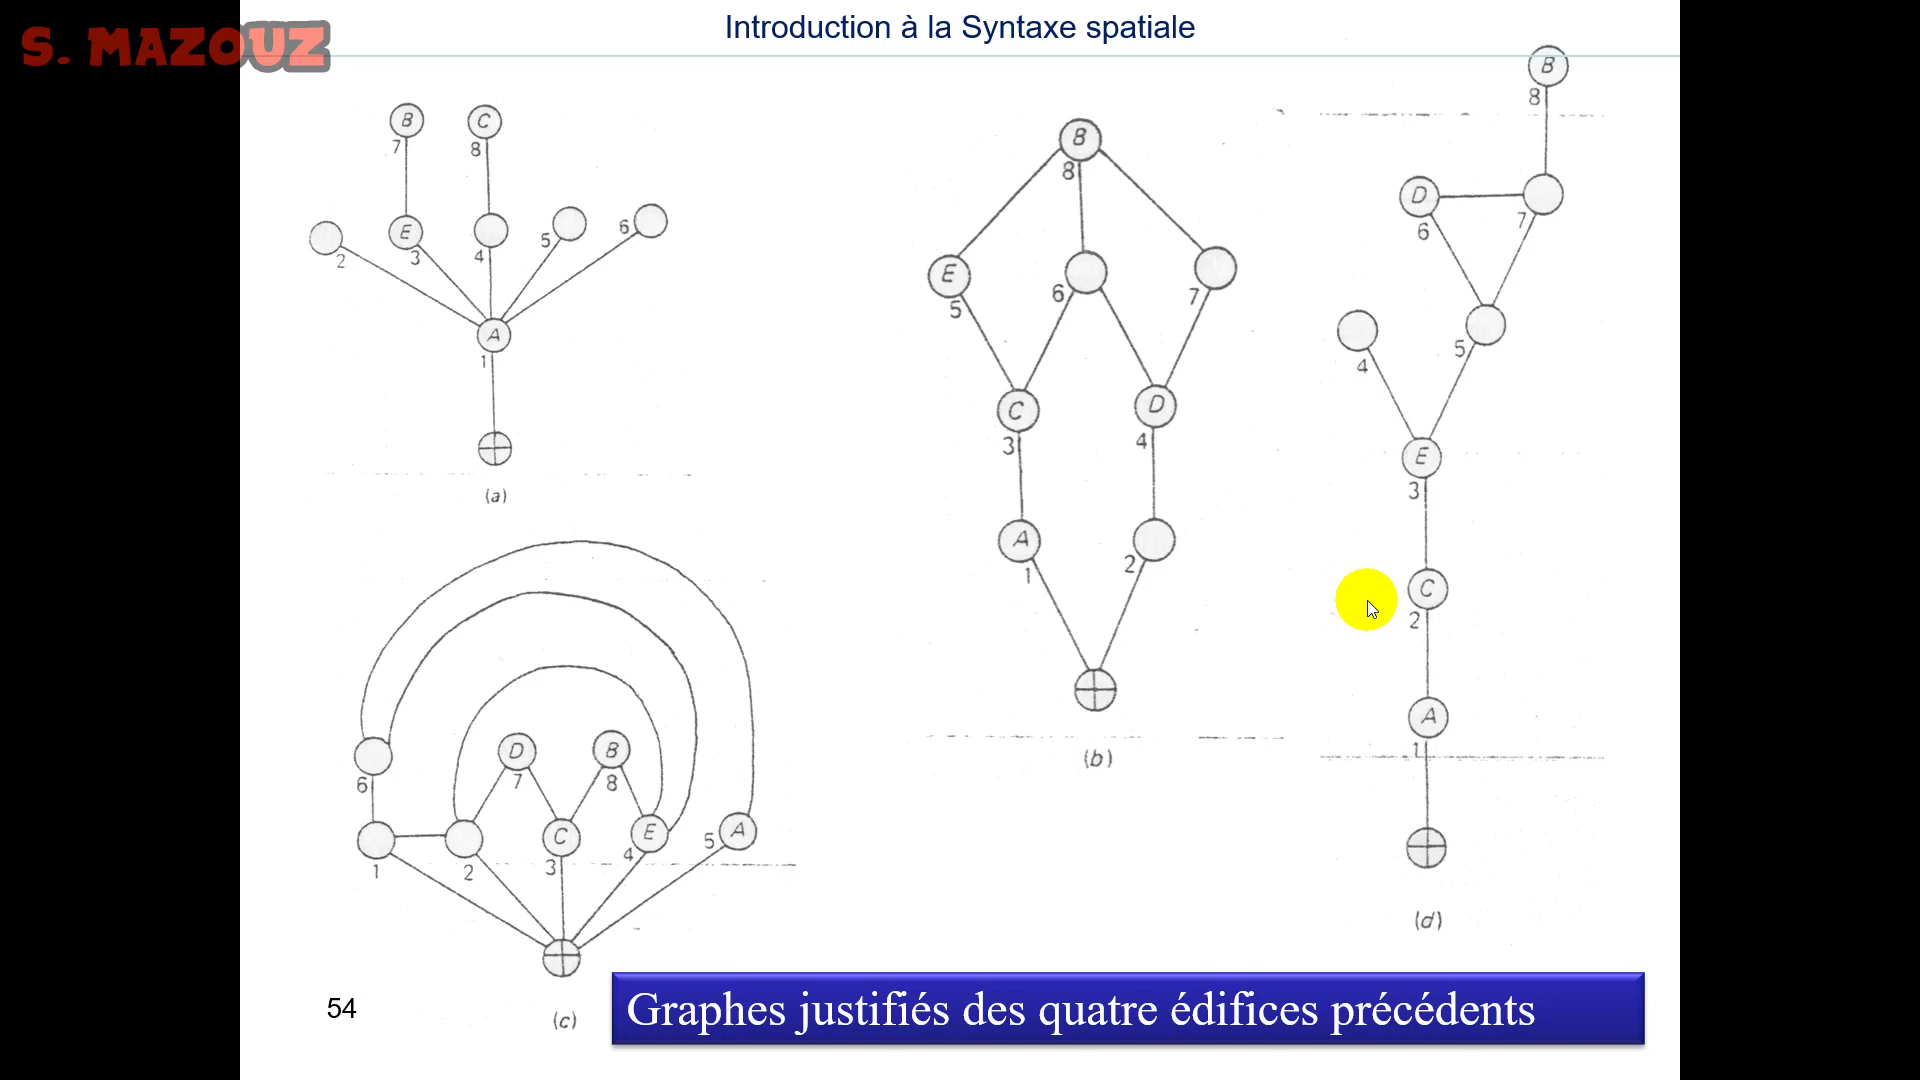 S. MAZOUZ
Introduction à la Syntaxe spatiale
B
7
C
8
2
E
3
4
5
6
A
1
(a)
B
8
E
5
6
7
C
3
D
4
A
1
2
(b)
B
8
D
6
7
4
5
E
3
C
2
A
1
(d)
6
D
7
B
8
1
2
C
3
E
4
5
A
(c)
54
Graphes justifiés des quatre édifices précédents